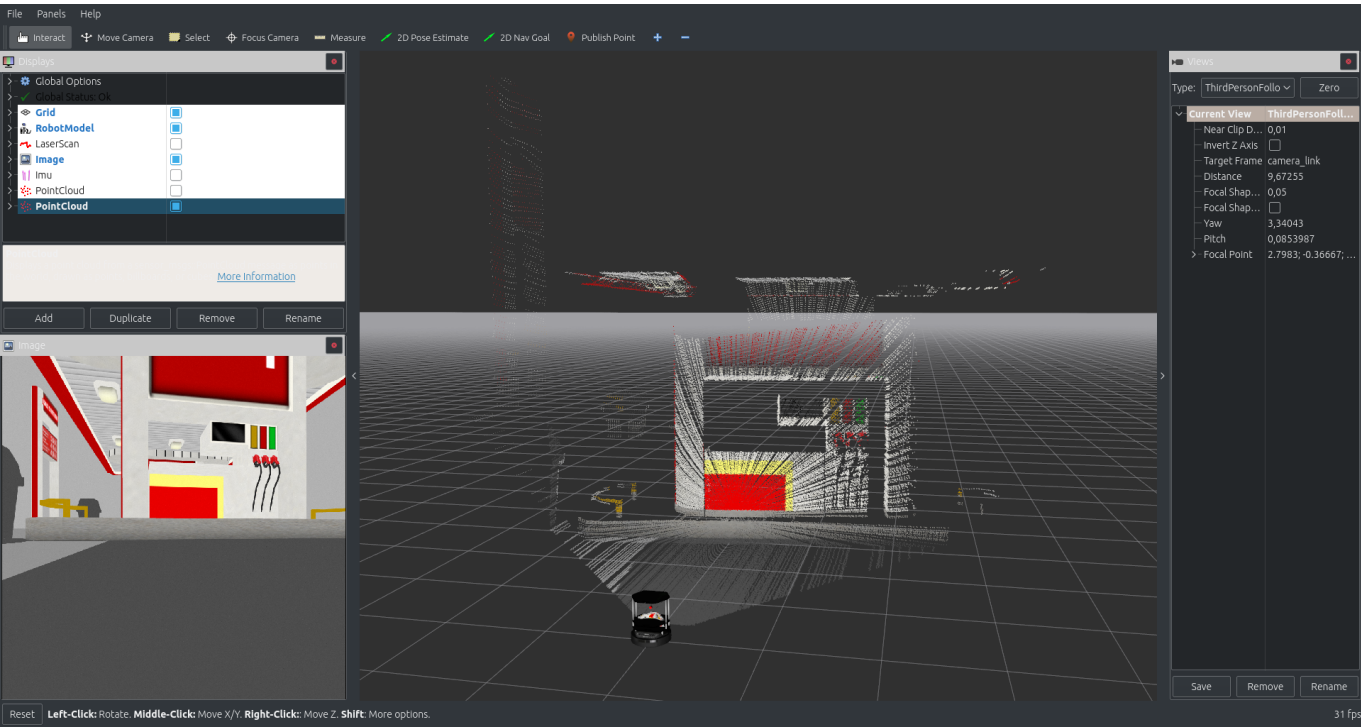 File Panels Help
Interact Move Camera Select Focus Camera Measure 2D Pose Estimate 2D Nav Goal Publish Point
Displays
Global Options
Global Status: Ok
Grid
RobotModel
LaserScan
Image
Imu
PointCloud
PointCloud
More Information
Add Duplicate Remove Rename
Image
Views
Type: ThirdPersonFollo Zero
Current View ThirdPersonFoll...
Near Clip D... 0,01
Invert Z Axis
Target Frame camera_link
Distance 9,67255
Focal Shap... 0,05
Focal Shap...
Yaw 3,34043
Pitch 0,0853987
Focal Point 2.7983; -0.36667; ...
Save Remove Rename
Reset Left-Click: Rotate. Middle-Click: Move X/Y. Right-Click:: Move Z. Shift: More options. 31 fps